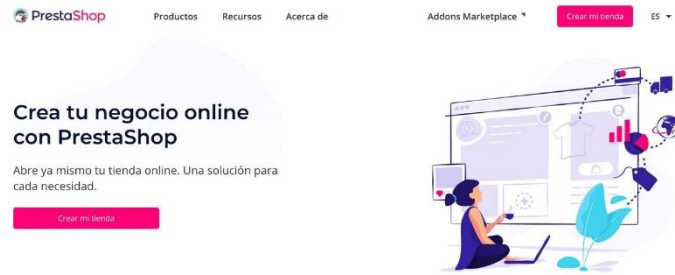 PrestaShop
Productos
Recursos
Acerca de
Addons Marketplace
Crear mi tienda
ES
Crea tu negocio online
con PrestaShop
Abre ya mismo tu tienda online. Una solución para
cada necesidad.
Crear mi tienda